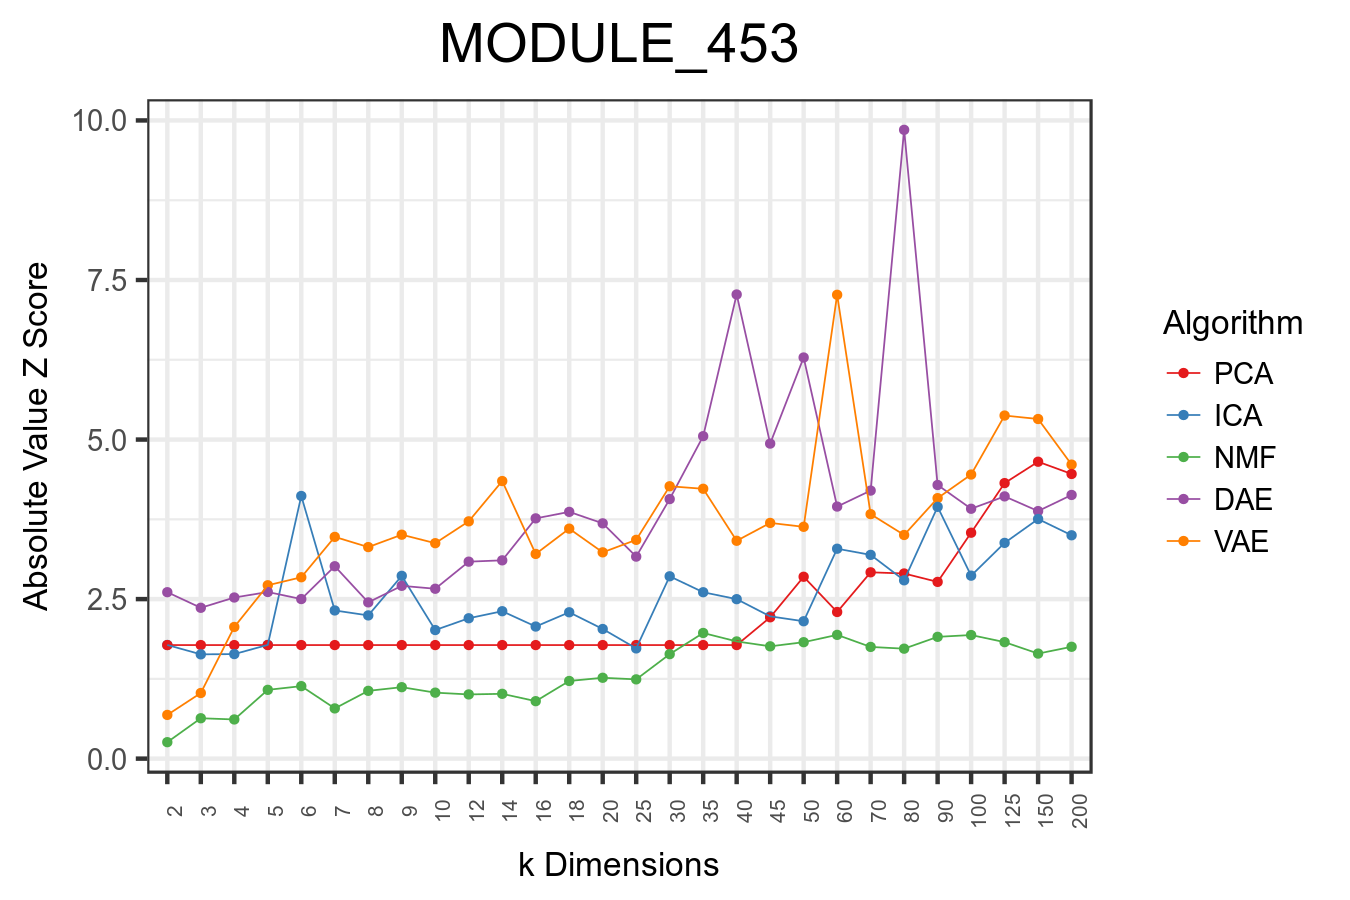 MODULE_453
10.0
7.5
5.0
2.5
0.0
Absolute Value Z Score
2 3 4 5 6 7 8 9 10 12 14 16 18 20 25 30 35 40 45 50 60 70 80 90 100 125 150 200
k Dimensions
Algorithm
PCA
ICA
NMF
DAE
VAE